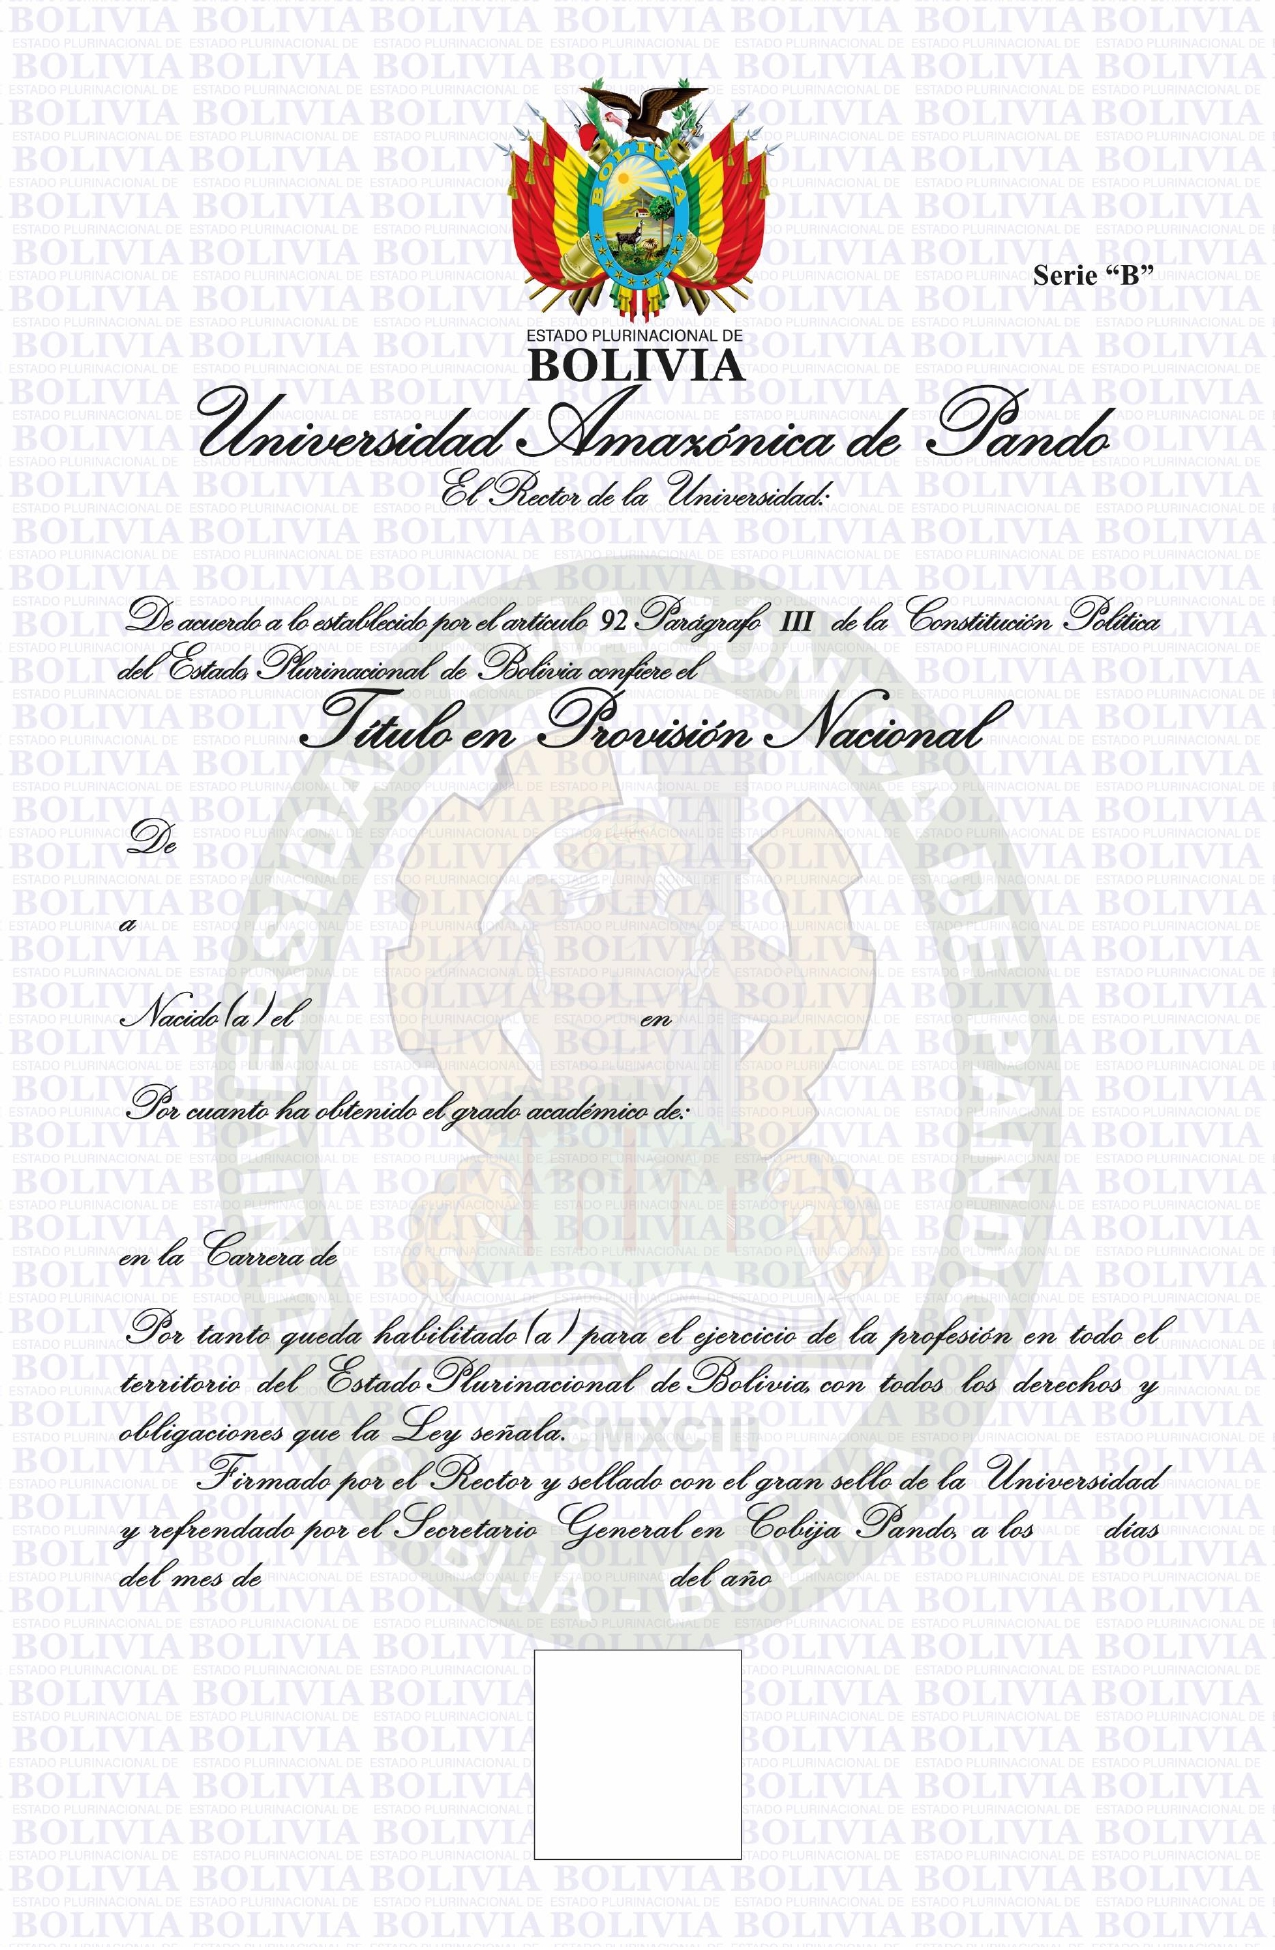 BOLIVIA
Serie “B”
ESTADO PLURINACIONAL DE
BOLIVIA
Universidad Amazónica de Pando
El Rector de la Universidad:
De acuerdo a lo establecido por el artículo 92 Parágrafo III de la Constitución Política
del Estado, Plurinacional de Bolivia confiere el
Título en Provisión Nacional
De
a
Nacido (a) el en
Por cuanto ha obtenido el grado académico de:
en la Carrera de
Por tanto queda habilitado (a) para el ejercicio de la profesión en todo el
territorio del Estado Plurinacional de Bolivia, con todos los derechos y
obligaciones que la Ley señala.
Firmado por el Rector y sellado con el gran sello de la Universidad
y refrendado por el Secretario General en Cobija Pando, a los días
del mes de del año